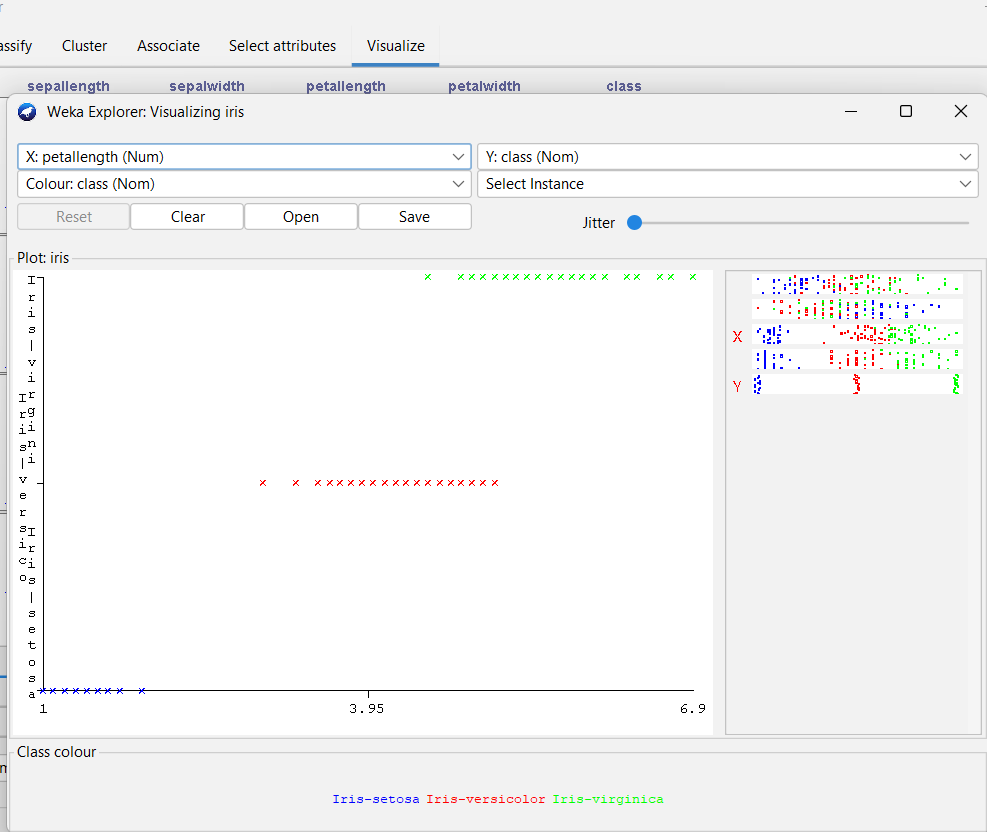 assify Cluster Associate Select attributes Visualize
sepallength sepalwidth petallength petalwidth class
Weka Explorer: Visualizing iris
X: petallength (Num) Y: class (Nom)
Colour: class (Nom) Select Instance
Reset Clear Open Save Jitter
Plot: iris
Iris-virgini
Iris-versico
Iris-setosa
X
Y
1 3.95 6.9
Class colour
Iris-setosa Iris-versicolor Iris-virginica